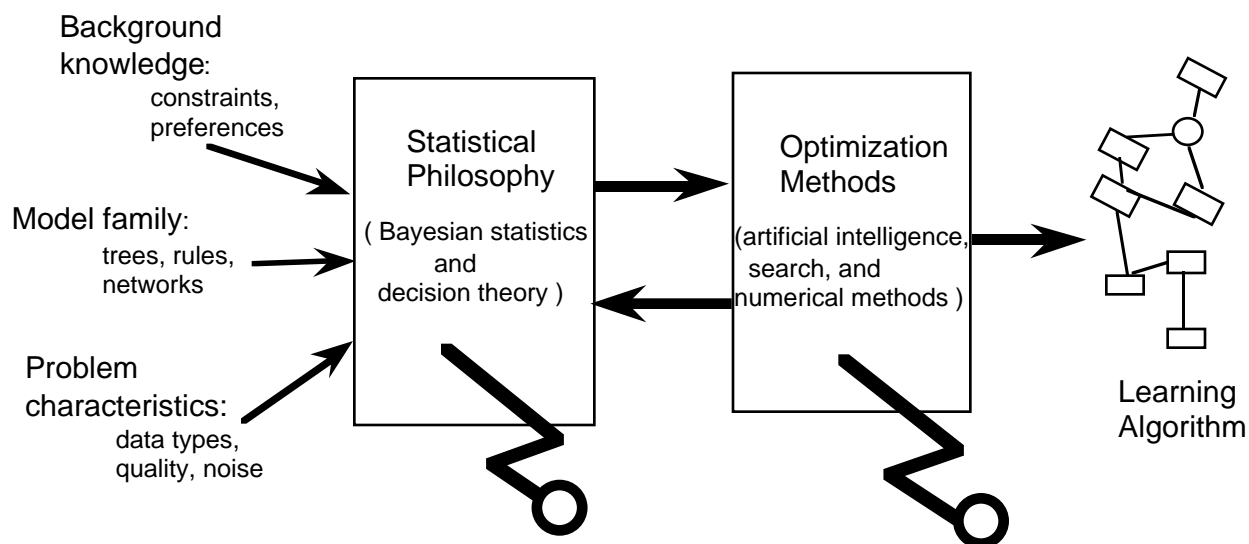 Background
knowledge:
constraints,
preferences
Model family:
trees, rules,
networks
Problem
characteristics:
data types,
quality, noise
Statistical
Philosophy
( Bayesian statistics
and
decision theory )
Optimization
Methods
(artificial intelligence,
search, and
numerical methods )
Learning
Algorithm